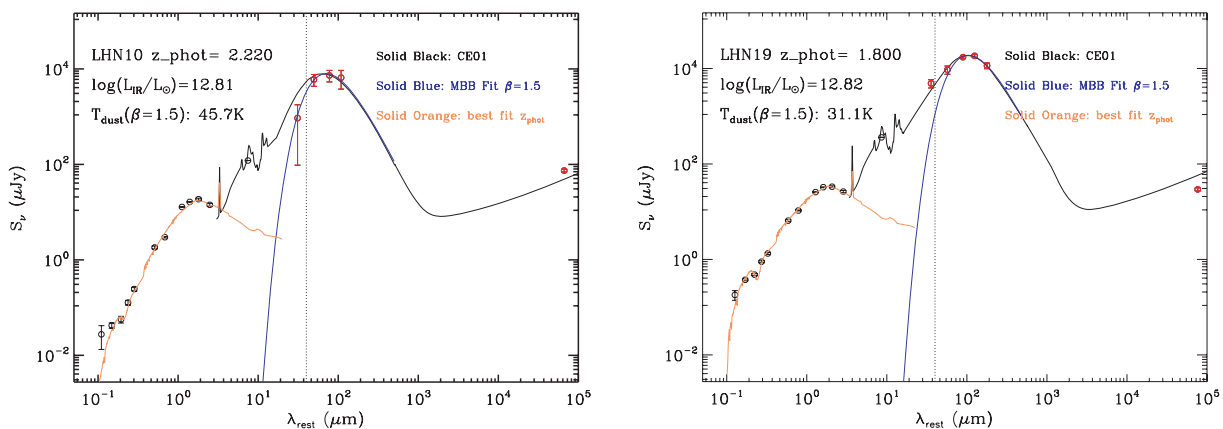 LHN10 z_phot= 2.220
log(L_IR/L_⊙)=12.81
T_dust(β=1.5): 45.7K
Solid Black: CE01
Solid Blue: MBB Fit β=1.5
Solid Orange: best fit z_phot
S_ν (μJy)
10^4
10^2
10^0
10^−2
10^−1 10^0 10^1 10^2 10^3 10^4 10^5
λ_rest (μm)
LHN19 z_phot= 1.800
log(L_IR/L_⊙)=12.82
T_dust(β=1.5): 31.1K
Solid Black: CE01
Solid Blue: MBB Fit β=1.5
Solid Orange: best fit z_phot
S_ν (μJy)
10^4
10^2
10^0
10^−2
10^−1 10^0 10^1 10^2 10^3 10^4 10^5
λ_rest (μm)